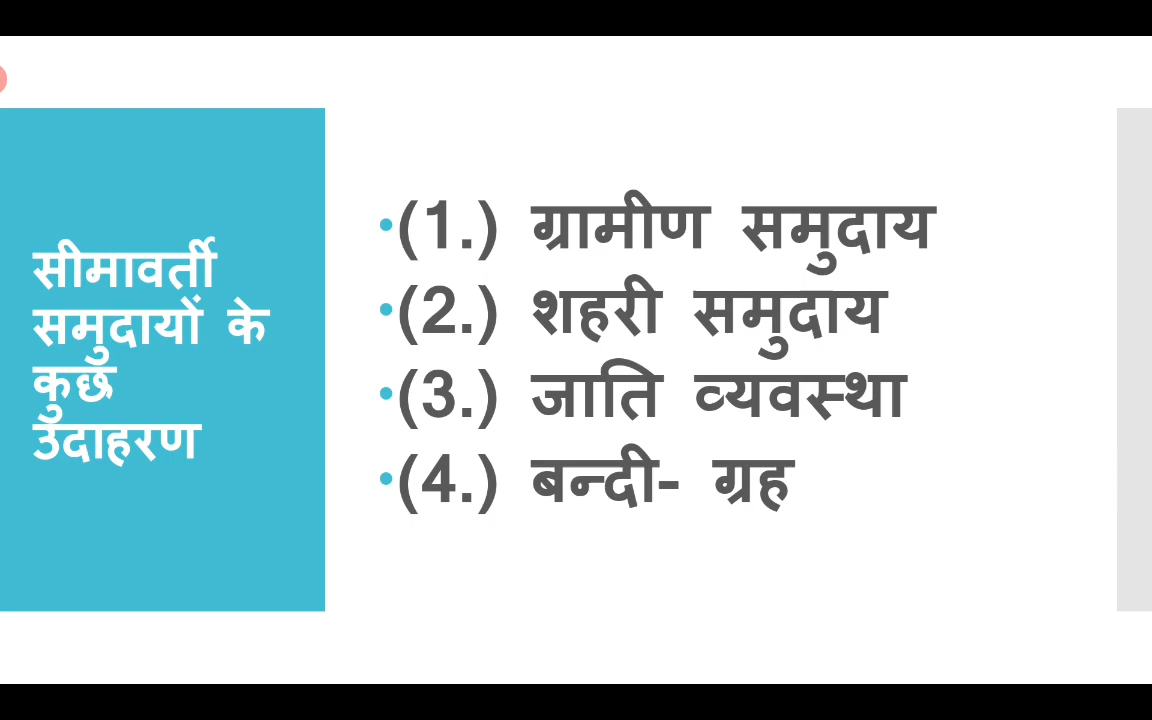 सीमावर्ती
समुदायों के
कुछ
उदाहरण
•(1.) ग्रामीण समुदाय
•(2.) शहरी समुदाय
•(3.) जाति व्यवस्था
•(4.) बन्दी- ग्रह